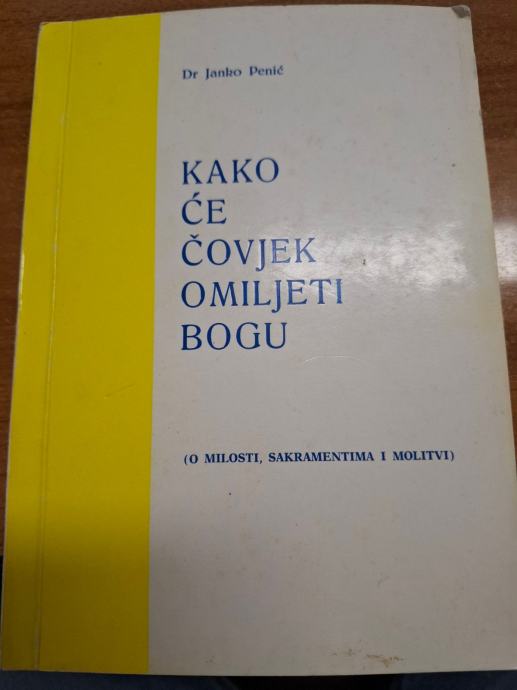 Dr Janko Penić
KAKO
ĆE
ČOVJEK
OMILJETI
BOGU
(O MILOSTI, SAKRAMENTIMA I MOLITVI)